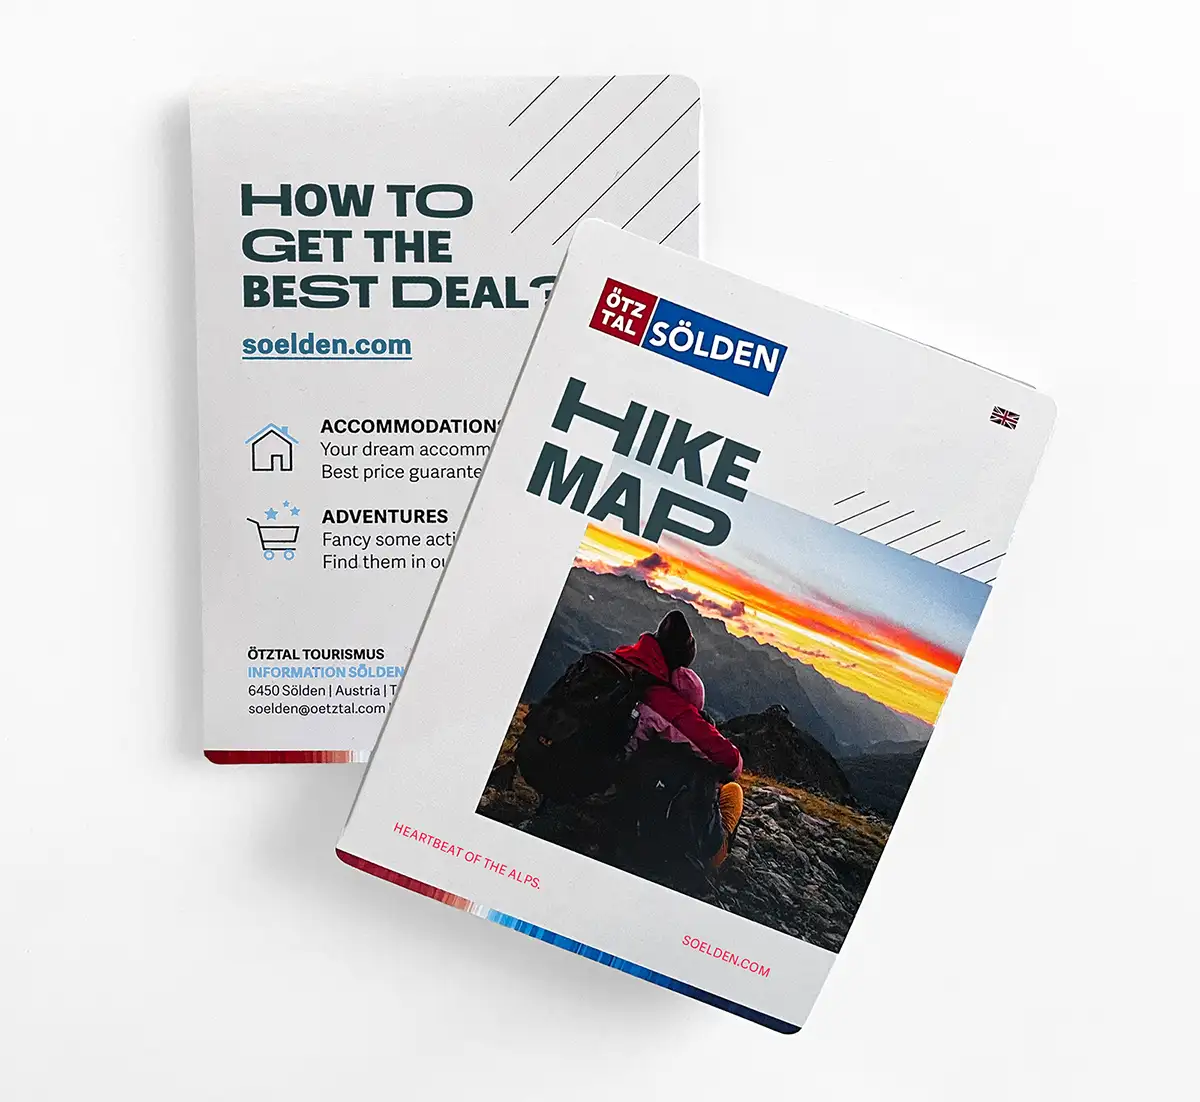 HOW TO
GET THE
BEST DEAL?
soelden.com
ACCOMMODATIONS
Your dream accomm
Best price guarante
ADVENTURES
Fancy some acti
Find them in ou
ÖTZTAL TOURISMUS
INFORMATION SÖLDEN
6450 Sölden | Austria | T
soelden@oetztal.com |
ÖTZ
TAL
SÖLDEN
HIKE
MAP
HEARTBEAT OF THE ALPS.
SOELDEN.COM